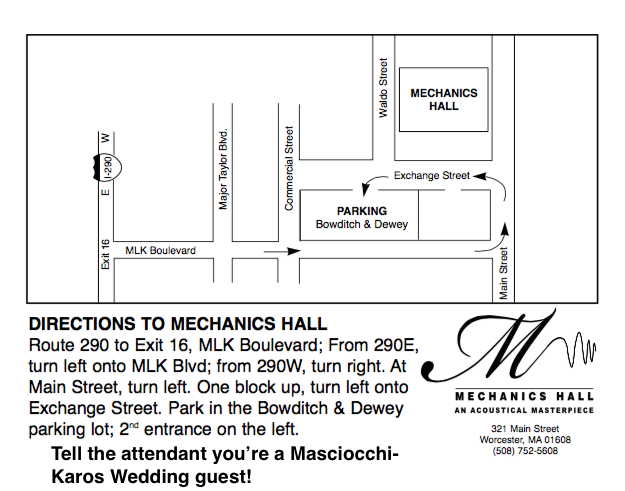 Waldo Street
MECHANICS
HALL
W
I-290
E
Exit 16
Major Taylor Blvd.
Commercial Street
Exchange Street
PARKING
Bowditch & Dewey
MLK Boulevard
Main Street
DIRECTIONS TO MECHANICS HALL
Route 290 to Exit 16, MLK Boulevard; From 290E,
turn left onto MLK Blvd; from 290W, turn right. At
Main Street, turn left. One block up, turn left onto
Exchange Street. Park in the Bowditch & Dewey
parking lot; 2nd entrance on the left.
Tell the attendant you're a Masciocchi-
Karos Wedding guest!
M
MECHANICS HALL
AN ACOUSTICAL MASTERPIECE
321 Main Street
Worcester, MA 01608
(508) 752-5608